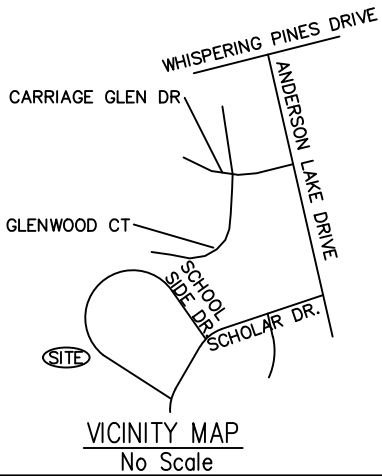 WHISPERING PINES DRIVE
CARRIAGE GLEN DR
ANDERSON LAKE DRIVE
GLENWOOD CT
SCHOOL
SIDE DR.
SCHOLAR DR.
SITE
VICINITY MAP
No Scale